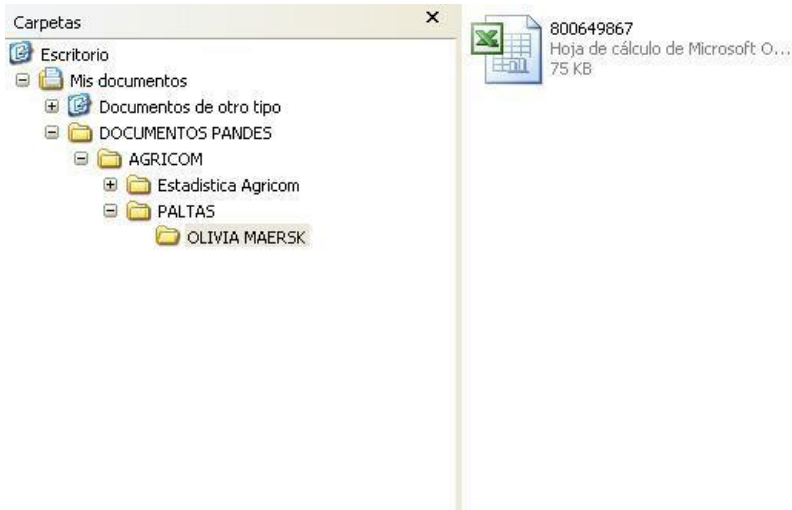 Carpetas
Escritorio
Mis documentos
Documentos de otro tipo
DOCUMENTOS PANDES
AGRICOM
Estadistica Agricom
PALTAS
OLIVIA MAERSK
800649867
Hoja de cálculo de Microsoft O...
75 KB